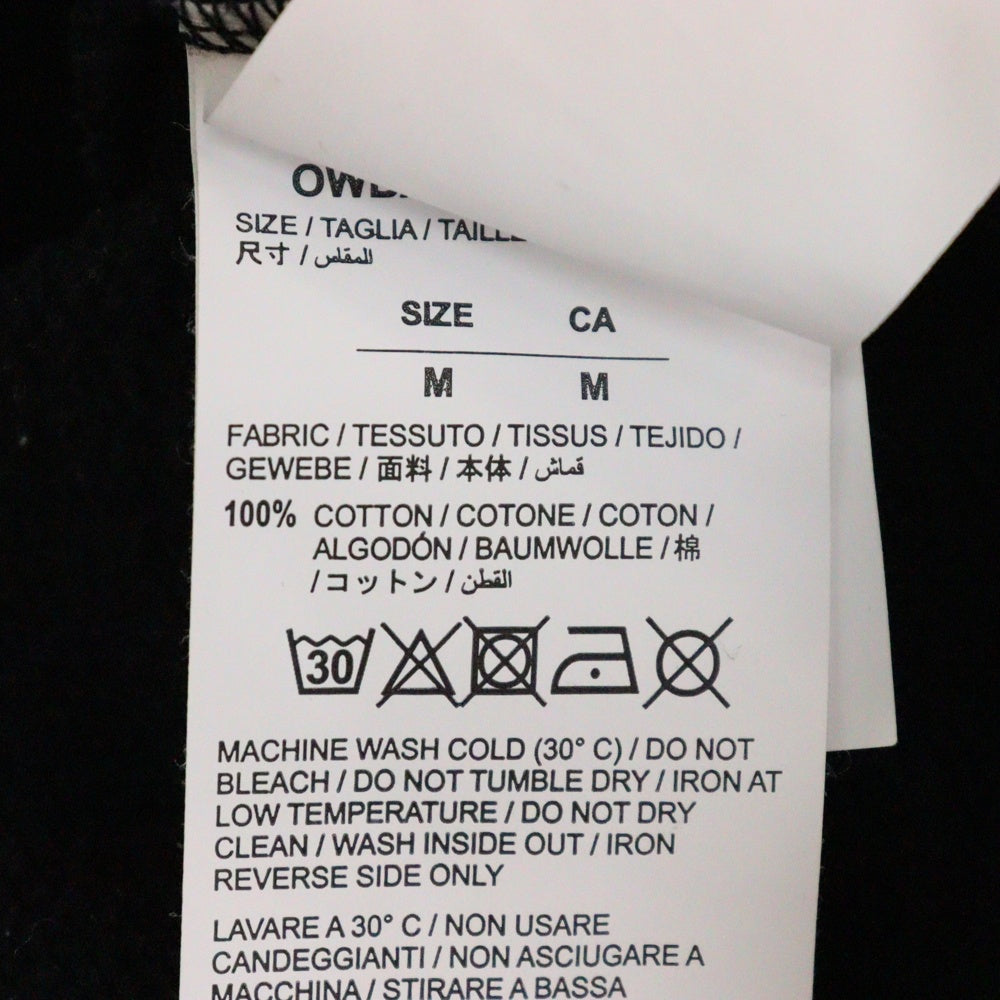 SIZE / TAGLIA /
尺寸 / المقاس
SIZE CA
M M
FABRIC / TESSUTO / TISSUS / TEJIDO /
GEWEBE / 面料 / 本体 / قماش
100% COTTON / COTONE / COTON /
ALGODÓN / BAUMWOLLE / 棉
/ コットン / القطن
30
MACHINE WASH COLD (30° C) / DO NOT
BLEACH / DO NOT TUMBLE DRY / IRON AT
LOW TEMPERATURE / DO NOT DRY
CLEAN / WASH INSIDE OUT / IRON
REVERSE SIDE ONLY
LAVARE A 30° C / NON USARE
CANDEGGIANTI / NON ASCIUGARE A
MACCHINA / STIRARE A BASSA